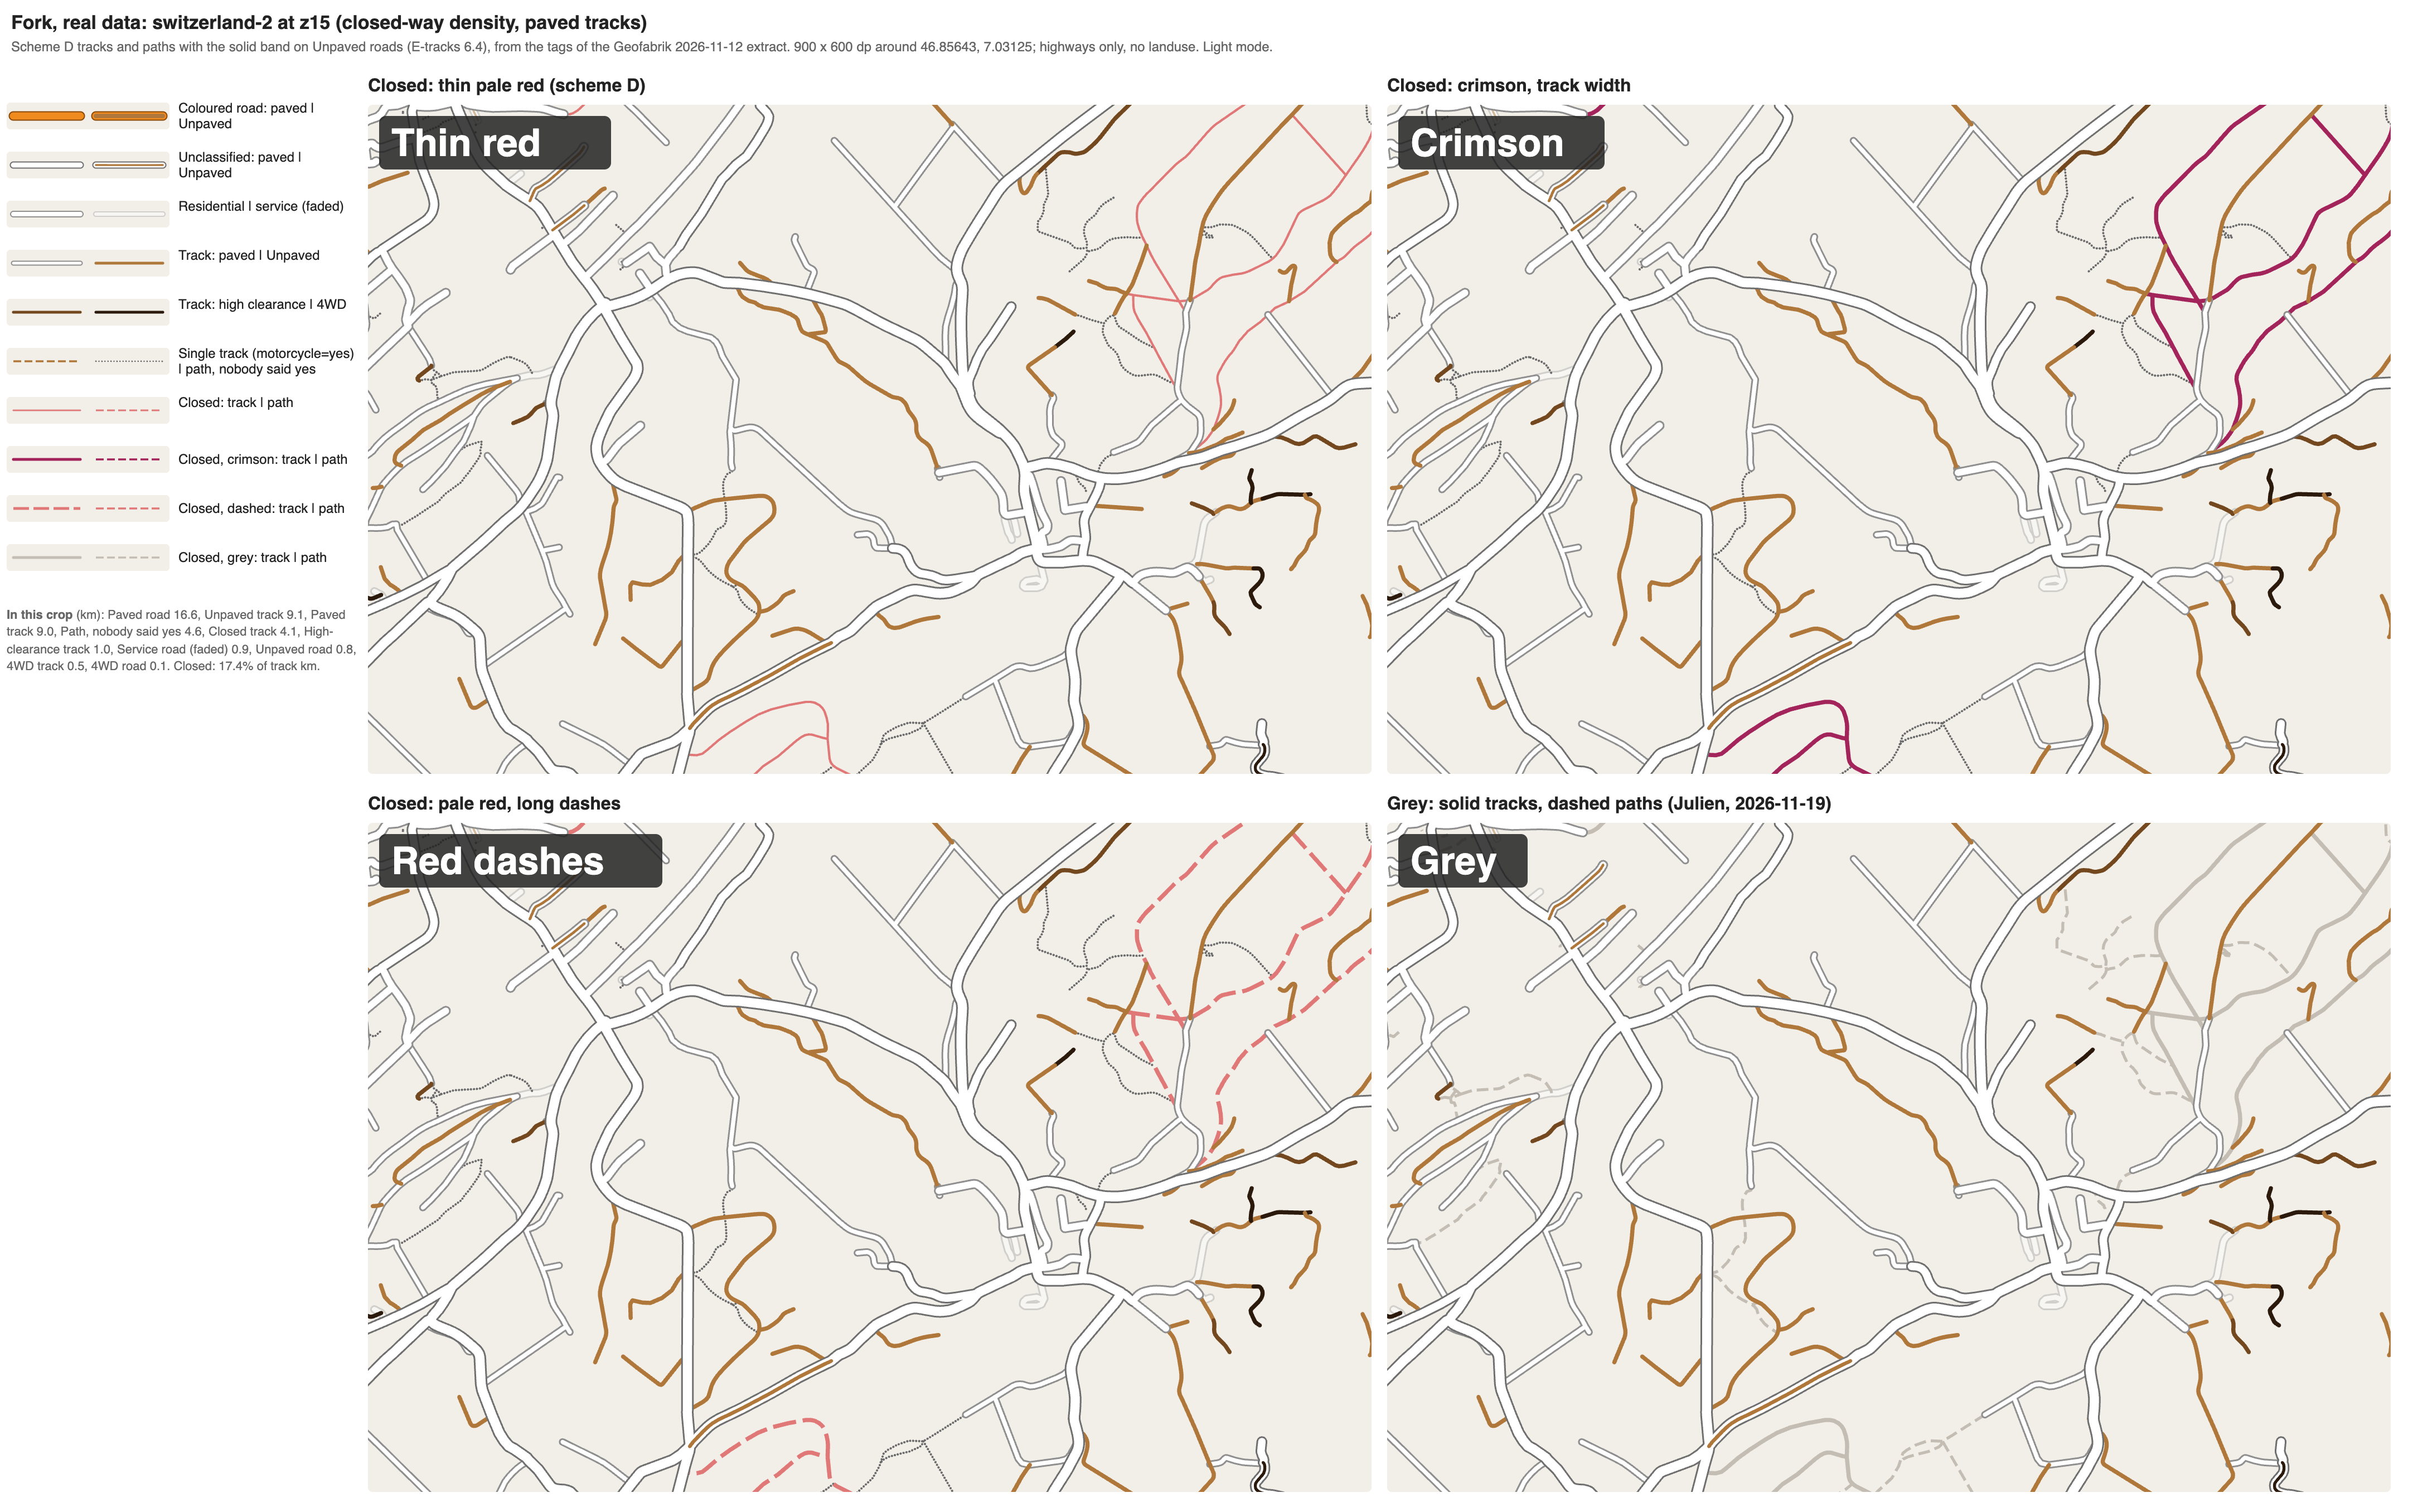 Fork, real data: switzerland-2 at z15 (closed-way density, paved tracks)
Scheme D tracks and paths with the solid band on Unpaved roads (E-tracks 6.4), from the tags of the Geofabrik 2026-11-12 extract. 900 x 600 dp around 46.85643, 7.03125; highways only, no landuse. Light mode.
Coloured road: paved |
Unpaved
Unclassified: paved |
Unpaved
Residential | service (faded)
Track: paved | Unpaved
Track: high clearance | 4WD
Single track (motorcycle=yes)
| path, nobody said yes
Closed: track | path
Closed, crimson: track | path
Closed, dashed: track | path
Closed, grey: track | path
In this crop (km): Paved road 16.6, Unpaved track 9.1, Paved
track 9.0, Path, nobody said yes 4.6, Closed track 4.1, High-
clearance track 1.0, Service road (faded) 0.9, Unpaved road 0.8,
4WD track 0.5, 4WD road 0.1. Closed: 17.4% of track km.
Closed: thin pale red (scheme D)
Thin red
Closed: crimson, track width
Crimson
Closed: pale red, long dashes
Red dashes
Grey: solid tracks, dashed paths (Julien, 2026-11-19)
Grey